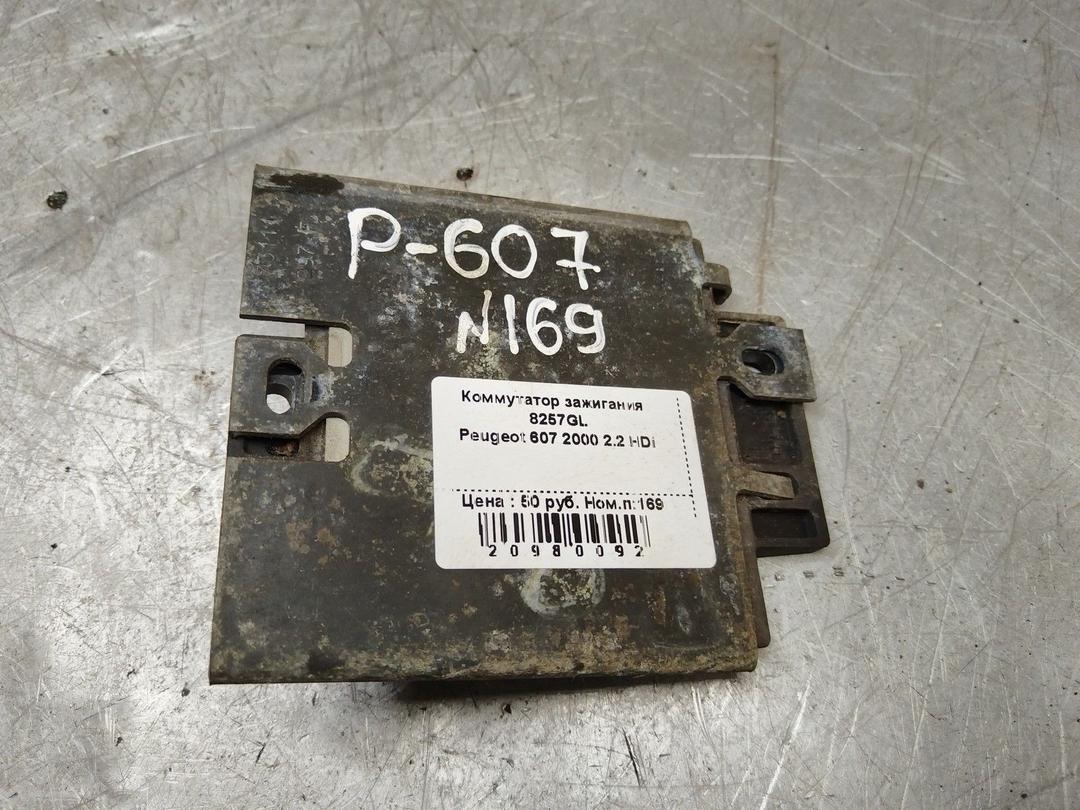 P-607
N169
Коммутатор зажигания
8257GL.
Peugeot 607 2000 2.2 HDi
Цена : 50 руб. Ном.п:169
20980092